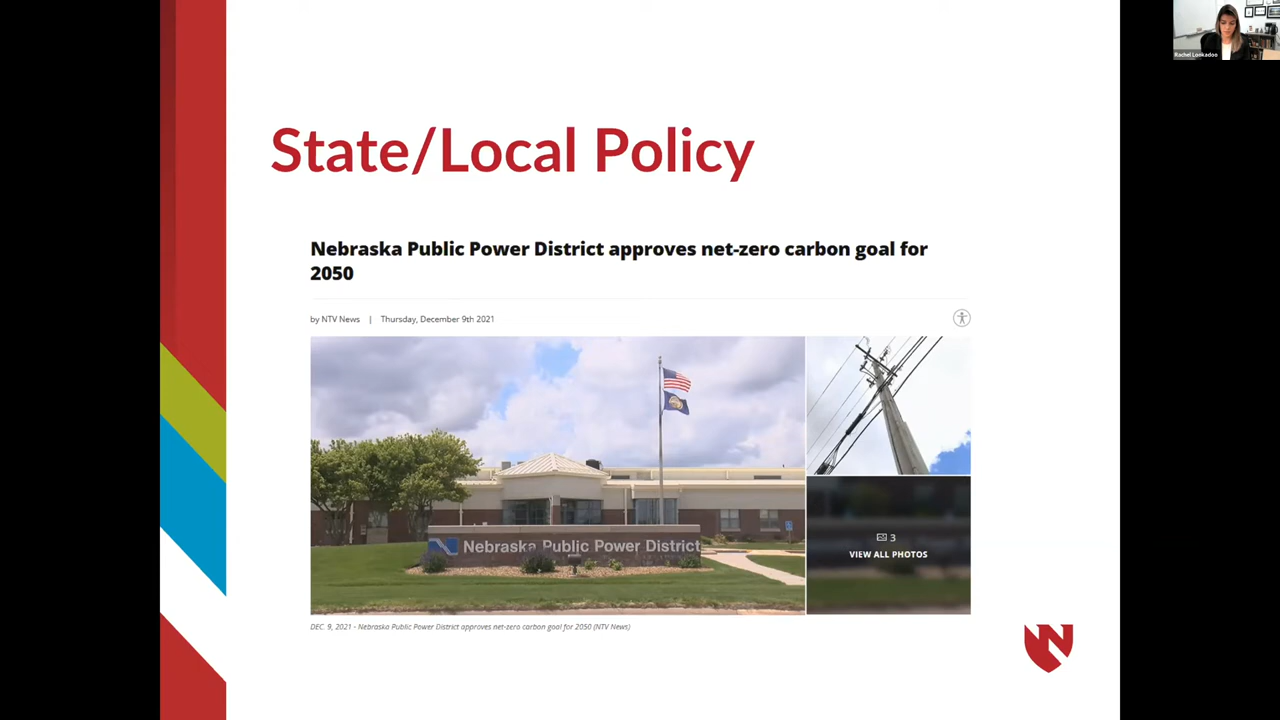 Rachel Lonkadoo
State/Local Policy
Nebraska Public Power District approves net-zero carbon goal for
2050
by NTV News | Thursday, December 9th 2021
Nebraska Public Power District
3
VIEW ALL PHOTOS
DEC. 9, 2021 - Nebraska Public Power District approves net-zero carbon goal for 2050 (NTV News)